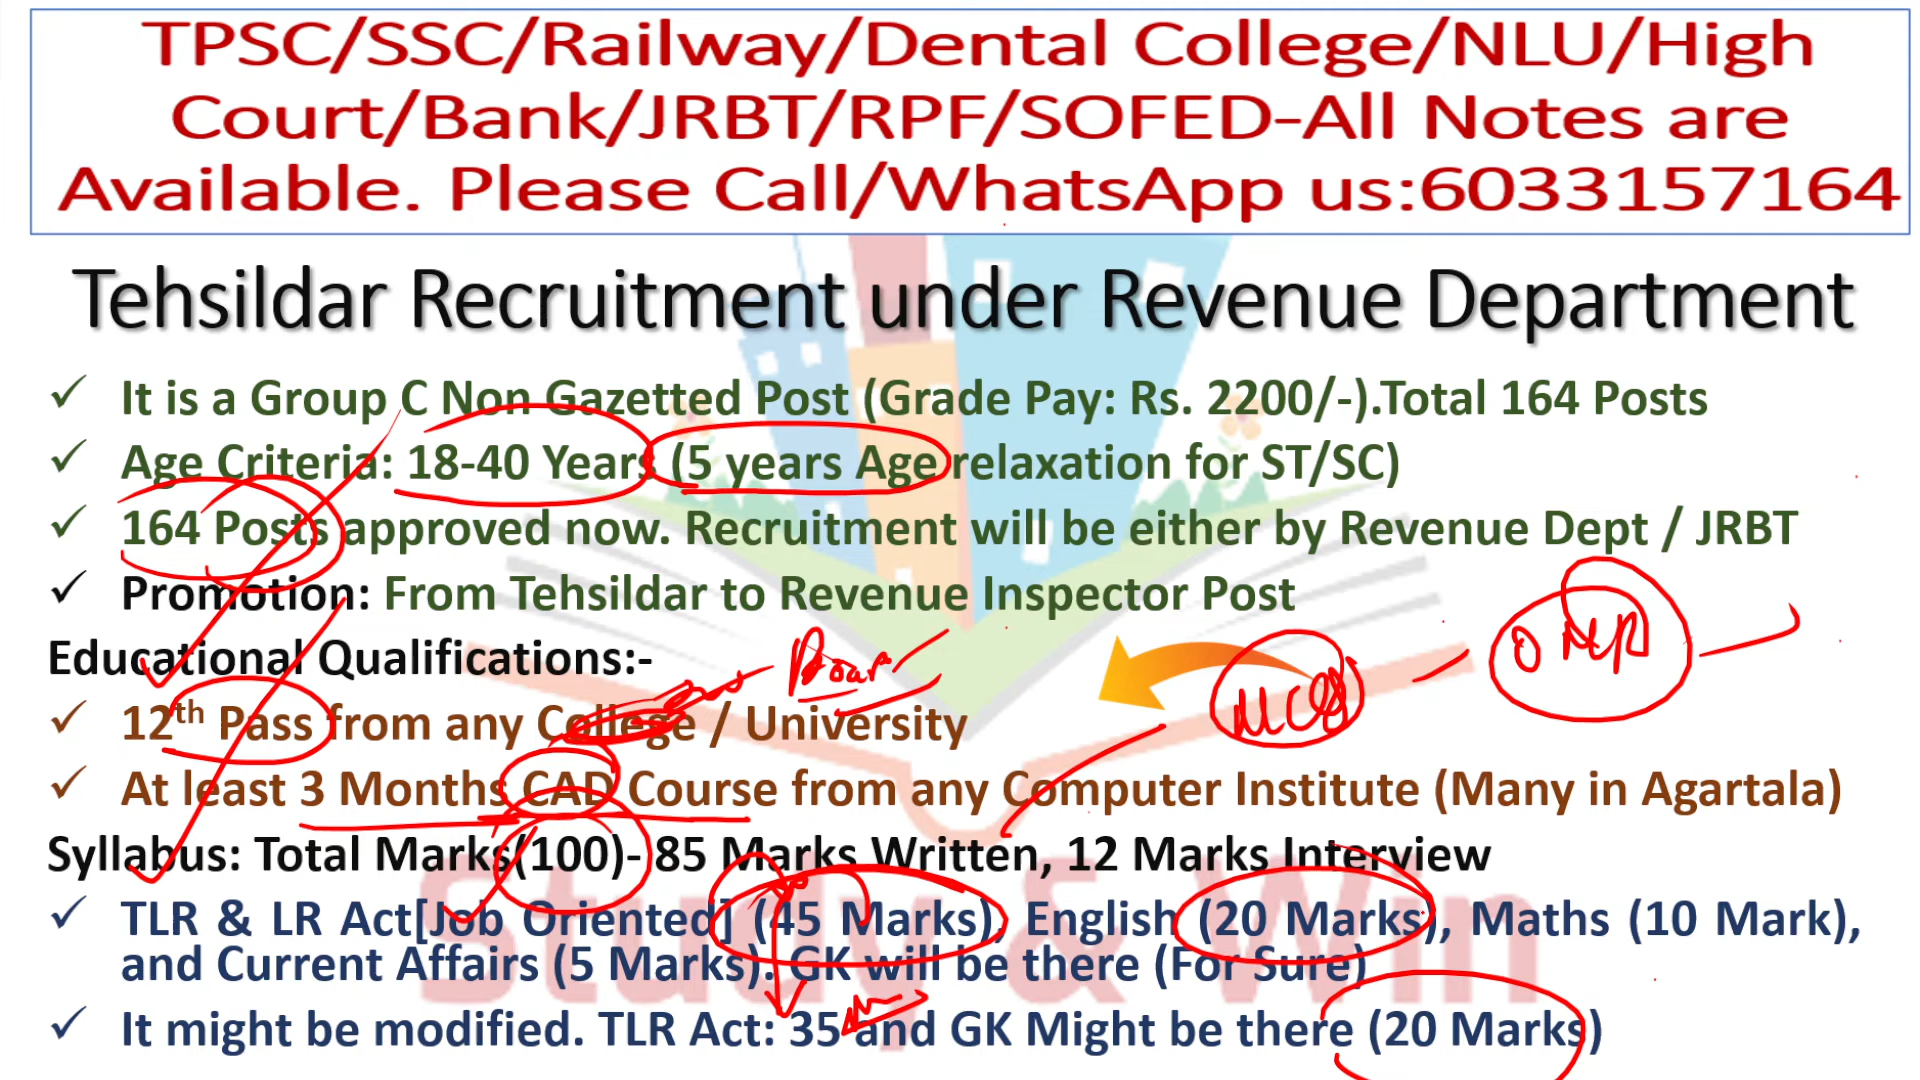 TPSC/SSC/Railway/Dental College/NLU/High
Court/Bank/JRBT/RPF/SOFED-All Notes are
Available. Please Call/WhatsApp us:6033157164
Tehsildar Recruitment under Revenue Department
✓ It is a Group C Non Gazetted Post (Grade Pay: Rs. 2200/-).Total 164 Posts
✓ Age Criteria: 18-40 Years (5 years Age relaxation for ST/SC)
✓ 164 Posts approved now. Recruitment will be either by Revenue Dept / JRBT
✓ Promotion: From Tehsildar to Revenue Inspector Post
OMR
Educational Qualifications:-
Boar
MCQ
✓ 12th Pass from any College / University
✓ At least 3 Months CAD Course from any Computer Institute (Many in Agartala)
Syllabus: Total Marks(100)- 85 Marks Written, 12 Marks Interview
✓ TLR & LR Act[Job Oriented] (45 Marks), English (20 Marks), Maths (10 Mark),
and Current Affairs (5 Marks). GK will be there (For Sure)
✓ It might be modified. TLR Act: 35 and GK Might be there (20 Marks)
Study & Win